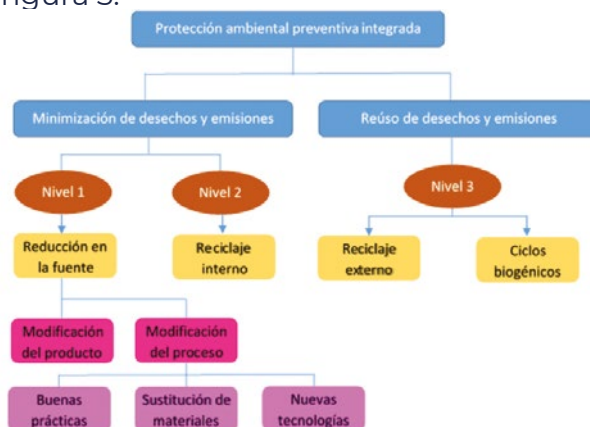 figura 3.
Protección ambiental preventiva integrada
Minimización de desechos y emisiones
Reúso de desechos y emisiones
Nivel 1
Nivel 2
Nivel 3
Reducción en
la fuente
Reciclaje
interno
Reciclaje
externo
Ciclos
biogénicos
Modificación
del producto
Modificación
del proceso
Buenas
prácticas
Sustitución de
materiales
Nuevas
tecnologías